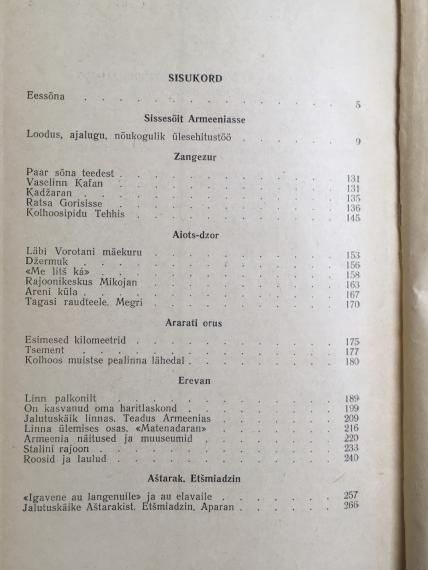 SISUKORD
Eessõna . . . . . . . . . . . . . . 5
Sissesõit Armeeniasse
Loodus, ajalugu, nõukogulik ülesehitustöö . . . . . . 9
Zangezur
Paar sõna teedest . . . . . . . . . . . 131
Vaselinn Kafan . . . . . . . . . . . 131
Kadžaran . . . . . . . . . . . . . 135
Ratsa Gorisisse . . . . . . . . . . . 136
Kolhoosipidu Tehhis . . . . . . . . . . 145
Aiots-dzor
Läbi Vorotani mäekuru . . . . . . . . . 153
Džermuk . . . . . . . . . . . . . 156
«Me litš ká» . . . . . . . . . . . . 158
Rajoonikeskus Mikojan . . . . . . . . . 163
Areni küla . . . . . . . . . . . . 167
Tagasi raudteele. Megri . . . . . . . . . 170
Ararati orus
Esimesed kilomeetrid . . . . . . . . . . 175
Tsement . . . . . . . . . . . . . 177
Kolhoos muistse pealinna lähedal . . . . . . . 180
Erevan
Linn palkonilt . . . . . . . . . . . 189
On kasvanud oma haritlaskond . . . . . . . 199
Jalutuskäik linnas. Teadus Armeenias . . . . . . 209
Linna ülemises osas. «Matenadaran» . . . . . . 216
Armeenia näitused ja muuseumid . . . . . . . 220
Stalini rajoon . . . . . . . . . . . 233
Roosid ja laulud . . . . . . . . . . . 240
Aštarak. Etšmiadzin
«Igavene au langenuile» ja au elavaile . . . . . . 257
Jalutuskäike Aštarakist. Etšmiadzin, Aparan . . . . . 266